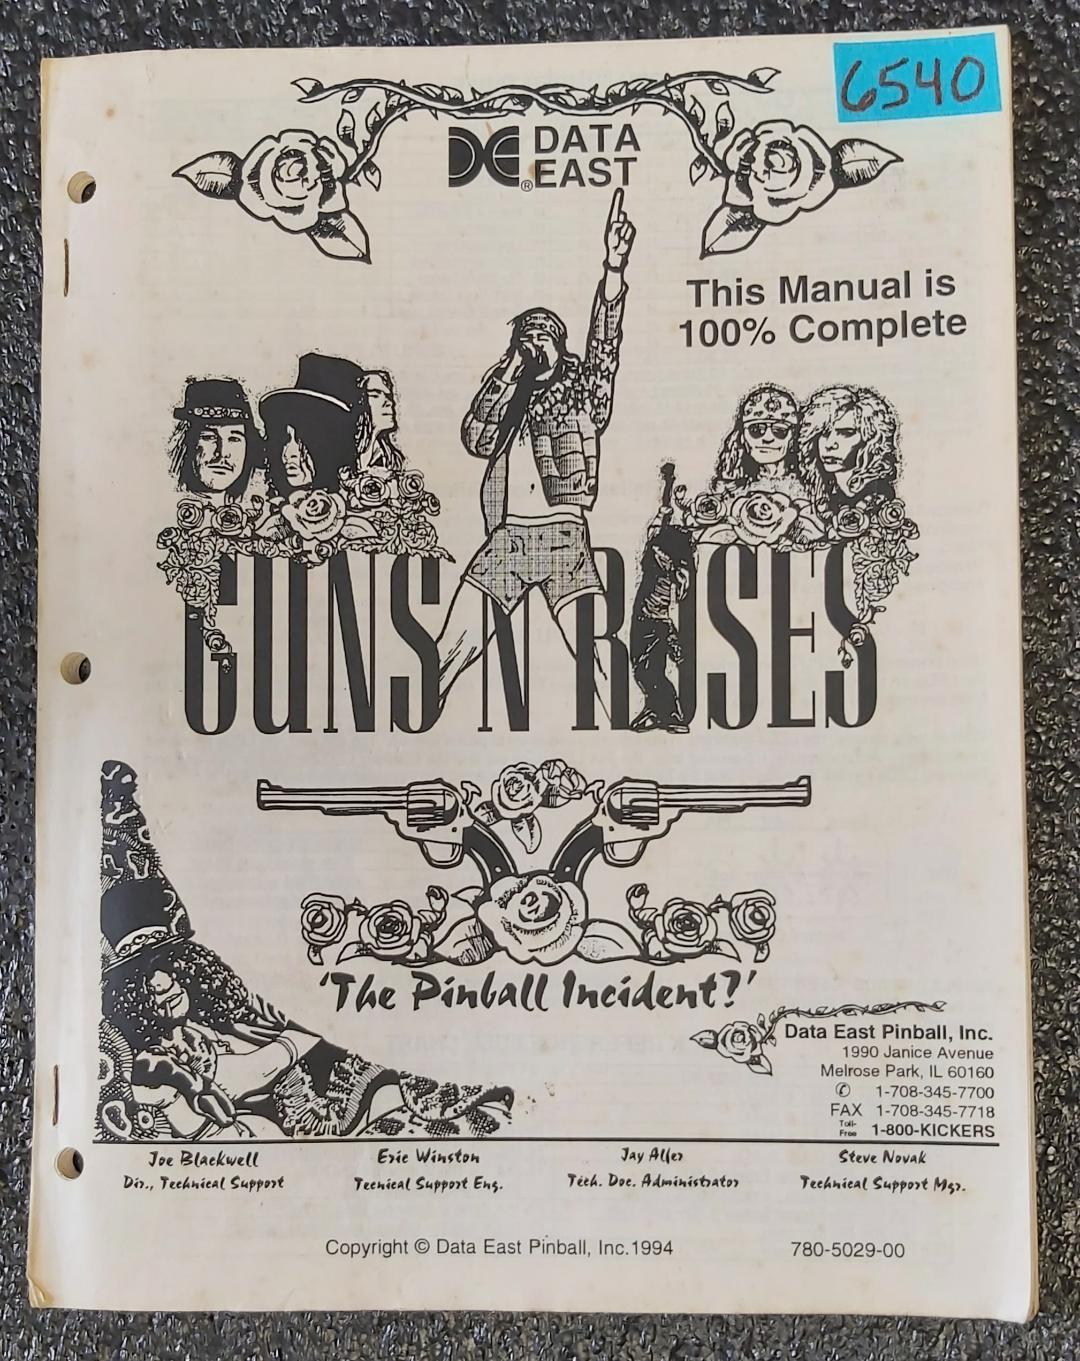 6540
DATA
EAST
®
This Manual is
100% Complete
GUNS N ROSES
'The Pinball Incident?'
Data East Pinball, Inc.
1990 Janice Avenue
Melrose Park, IL 60160
✆ 1-708-345-7700
FAX 1-708-345-7718
Toll-Free 1-800-KICKERS
Joe Blackwell
Dir., Technical Support
Eric Winston
Tecnical Support Eng.
Jay Alfer
Tech. Doc. Administrator
Steve Novak
Technical Support Mgr.
Copyright © Data East Pinball, Inc.1994
780-5029-00